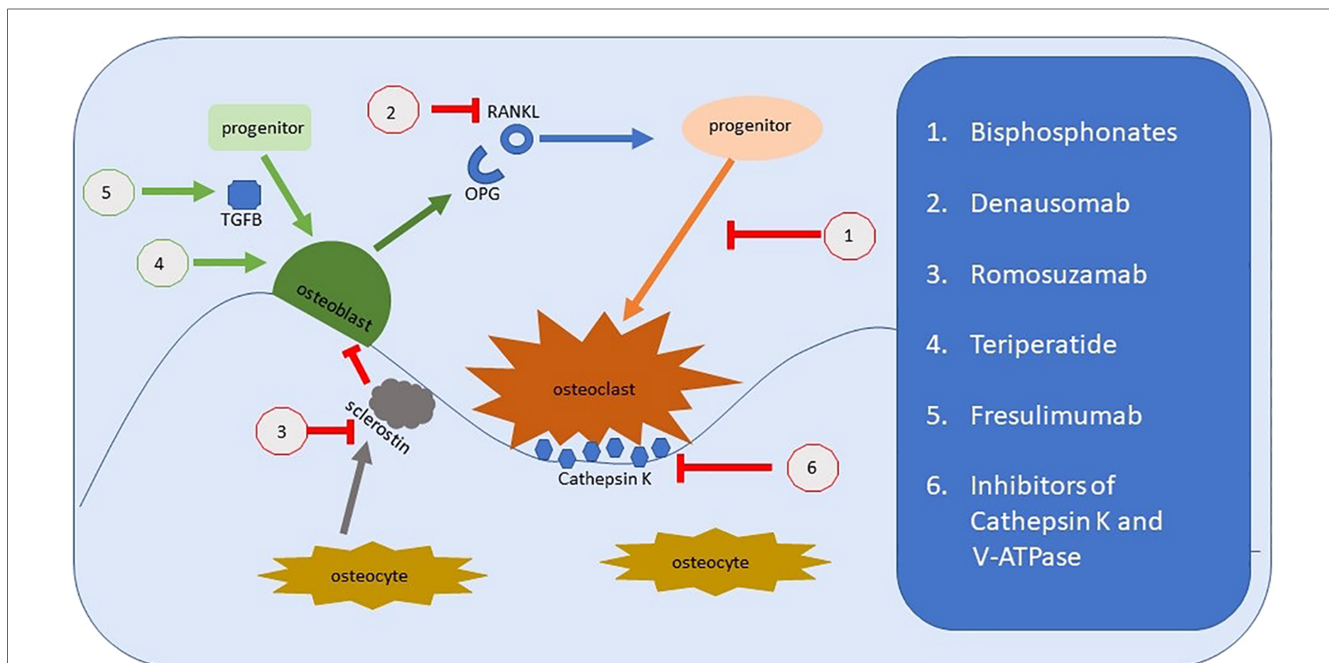 2
RANKL
progenitor
progenitor
5
TGFB
OPG
4
1
osteoblast
osteoclast
sclerostin
3
Cathepsin K
6
osteocyte
osteocyte
1. Bisphosphonates
2. Denausomab
3. Romosuzamab
4. Teriperatide
5. Fresulimumab
6. Inhibitors of
Cathepsin K and
V-ATPase